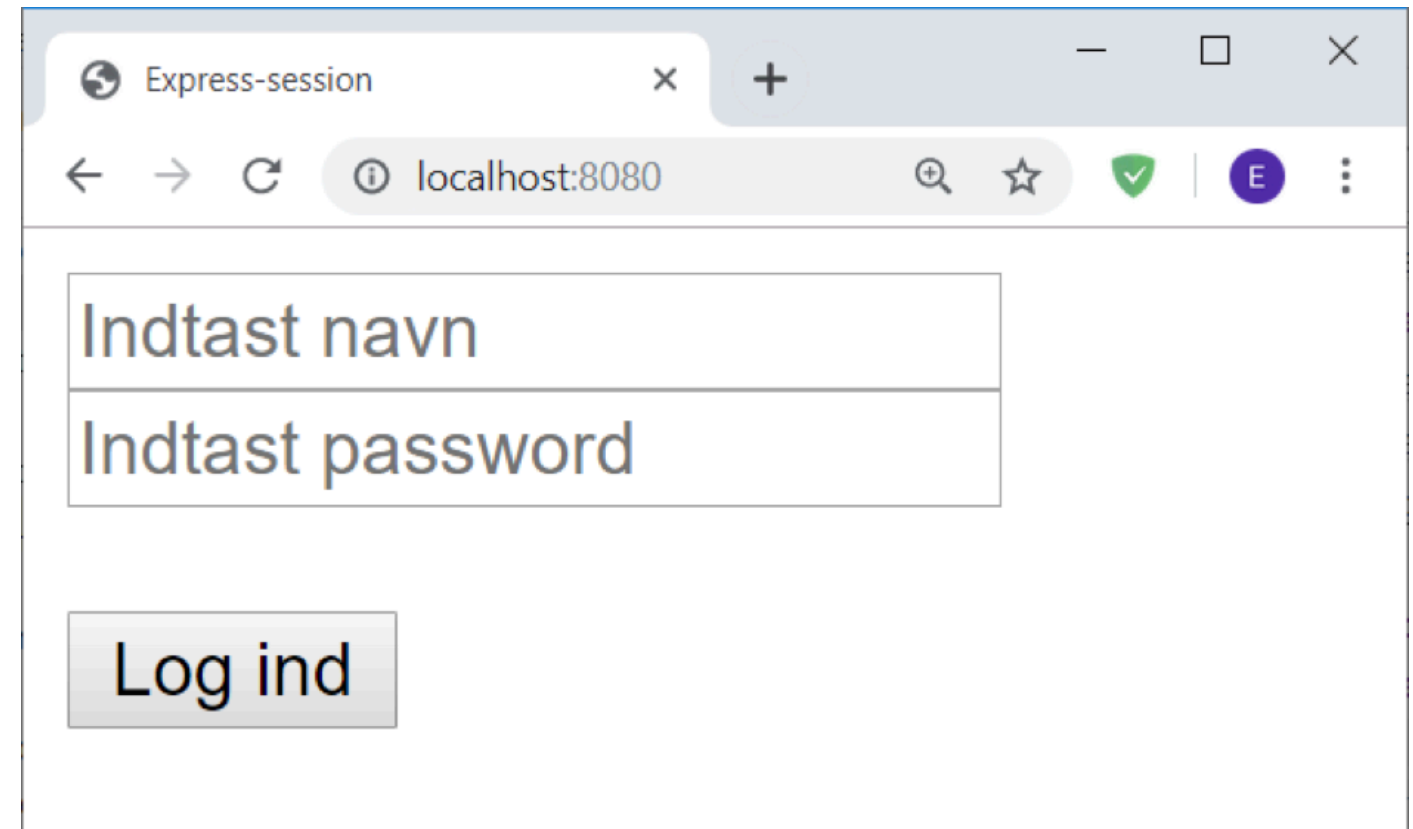 Express-session
localhost:8080
E
Indtast navn
Indtast password
Log ind